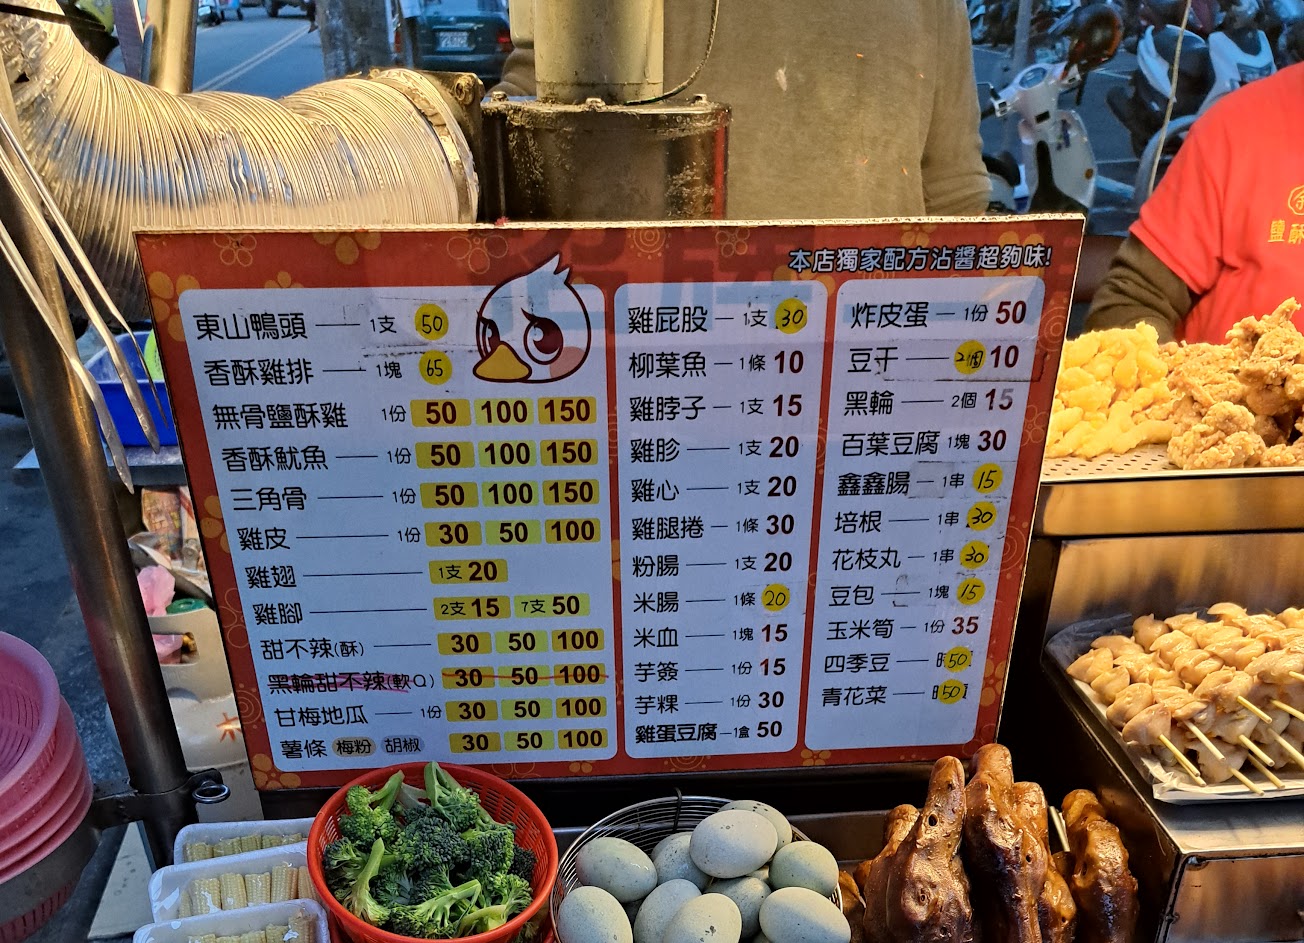 本店獨家配方沾醬超夠味!
東山鴨頭 — 1支 50
香酥雞排 — 1塊 65
無骨鹽酥雞 1份 50 100 150
香酥魷魚 — 1份 50 100 150
三角骨 — 1份 50 100 150
雞皮 — 1份 30 50 100
雞翅 — 1支 20
雞腳 — 2支 15 7支 50
甜不辣(酥) — 30 50 100
黑輪甜不辣(軟Q) 30 50 100
甘梅地瓜 — 1份 30 50 100
薯條 梅粉 胡椒 30 50 100
雞屁股 — 1支 30
柳葉魚 — 1條 10
雞脖子 — 1支 15
雞胗 — 1支 20
雞心 — 1支 20
雞腿捲 — 1條 30
粉腸 — 1支 20
米腸 — 1條 20
米血 — 1塊 15
芋簽 — 1份 15
芋粿 — 1份 30
雞蛋豆腐 — 1盒 50
炸皮蛋 — 1份 50
豆干 — 2個 10
黑輪 — 2個 15
百葉豆腐 1塊 30
鑫鑫腸 — 1串 15
培根 — 1串 30
花枝丸 — 1串 30
豆包 — 1塊 15
玉米筍 — 1份 35
四季豆 — 50
青花菜 — 50
鹽酥